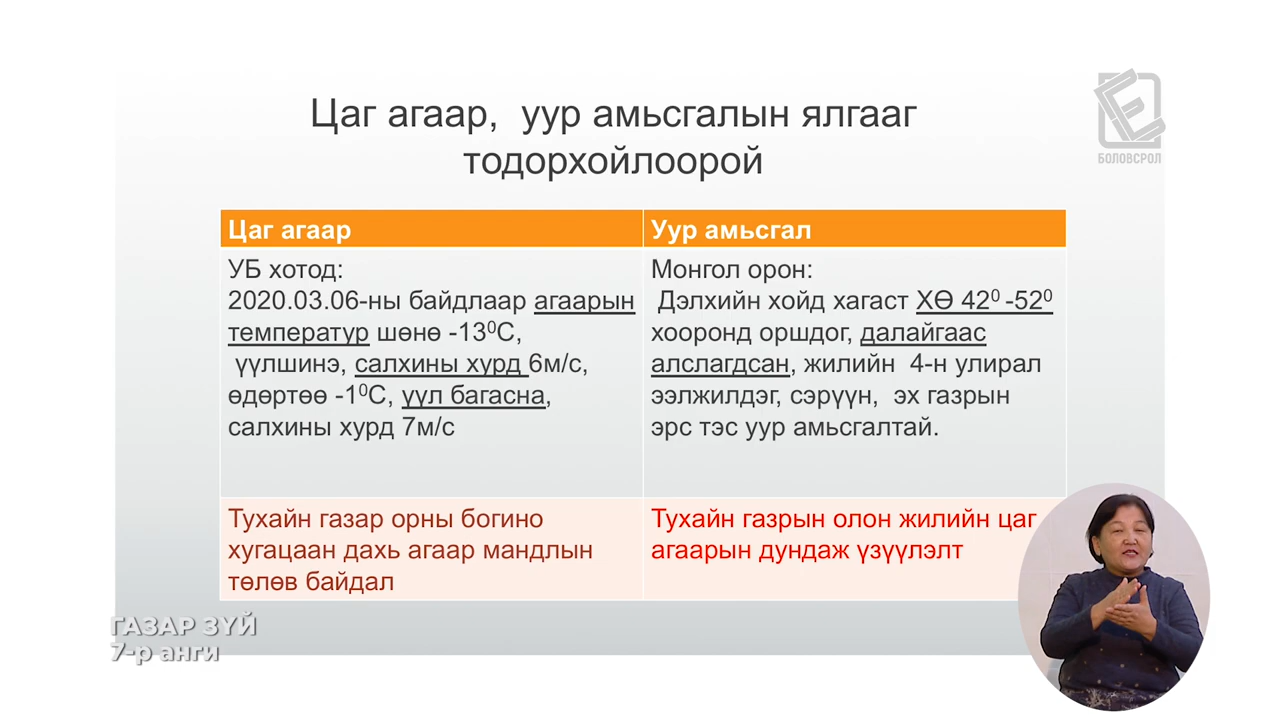 Цаг агаар, уур амьсгалын ялгааг
тодорхойлоорой
БОЛОВСРОЛ
Цаг агаар
УБ хотод:
2020.03.06-ны байдлаар агаарын
температур шөнө -13⁰С,
үүлшинэ, салхины хурд 6м/с,
өдөртөө -1⁰С, үүл багасна,
салхины хурд 7м/с
Уур амьсгал
Монгол орон:
Дэлхийн хойд хагаст ХӨ 42⁰ -52⁰
хооронд оршдог, далайгаас
алслагдсан, жилийн 4-н улирал
ээлжилдэг, сэрүүн, эх газрын
эрс тэс уур амьсгалтай.
Тухайн газар орны богино
хугацаан дахь агаар мандлын
төлөв байдал
Тухайн газрын олон жилийн цаг
агаарын дундаж үзүүлэлт
ГАЗАР ЗҮЙ
7-р анги